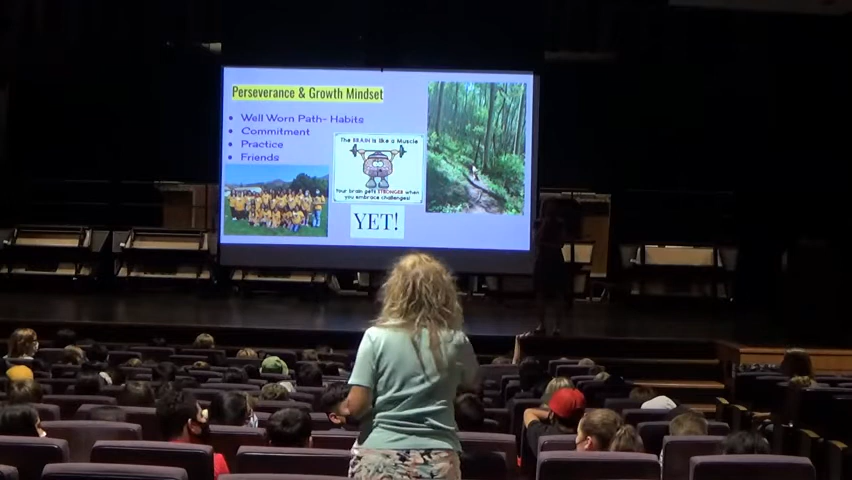 Perseverance & Growth Mindset
• Well Worn Path- Habits
• Commitment
• Practice
• Friends
The BRAIN is like a Muscle
Your brain gets STRONGER when
you embrace challenges!
YET!